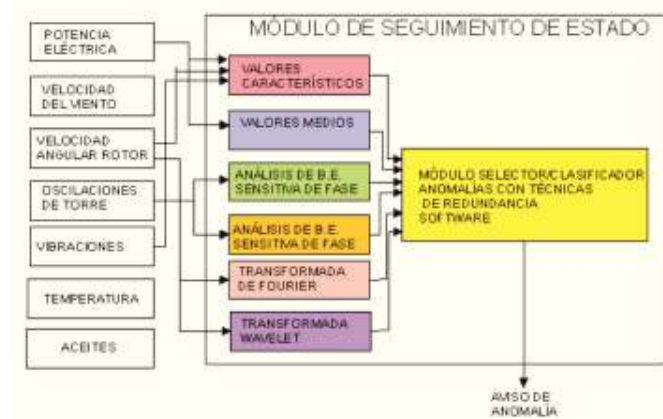 MÓDULO DE SEGUIMIENTO DE ESTADO
POTENCIA
ELÉCTRICA
VELOCIDAD
DEL VIENTO
VELOCIDAD
ANGULAR ROTOR
OSCILACIONES
DE TORRE
VIBRACIONES
TEMPERATURA
ACEITES
VALORES
CARACTERÍSTICOS
VALORES MEDIOS
ANÁLISIS DE B.E.
SENSITIVA DE FASE
ANÁLISIS DE B.E.
SENSITIVA DE FASE
TRANSFORMADA
DE FOURIER
TRANSFORMADA
WAVELET
MÓDULO SELECTOR/CLASIFICADOR
ANOMALÍAS CON TÉCNICAS
DE REDUNDANCIA
SOFTWARE
AVISO DE
ANOMALÍA